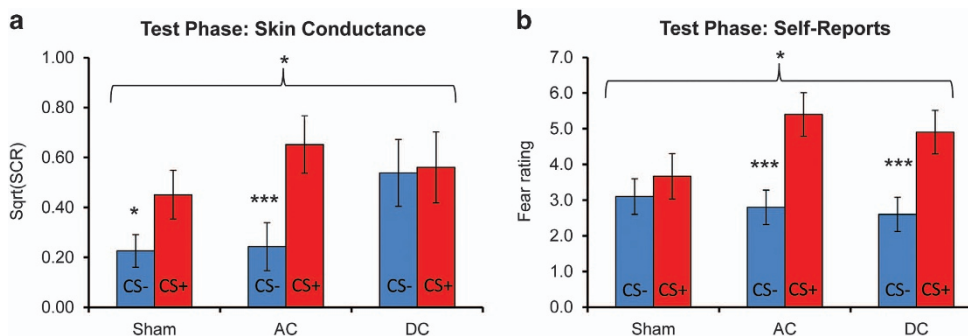 a
Test Phase: Skin Conductance
Sqrt(SCR)
1.00
0.80
0.60
0.40
0.20
0.00
*
* ***
CS- CS+ CS- CS+ CS- CS+
Sham AC DC
b
Test Phase: Self-Reports
Fear rating
7.0
6.0
5.0
4.0
3.0
2.0
1.0
0.0
*
*** ***
CS- CS+ CS- CS+ CS- CS+
Sham AC DC